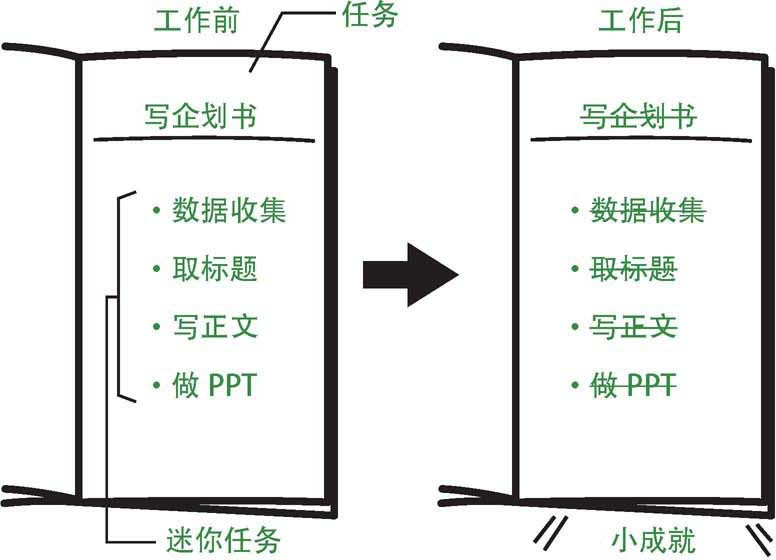 工作前
任务
写企划书
• 数据收集
• 取标题
• 写正文
• 做 PPT
迷你任务
工作后
写企划书
• 数据收集
• 取标题
• 写正文
• 做 PPT
小成就